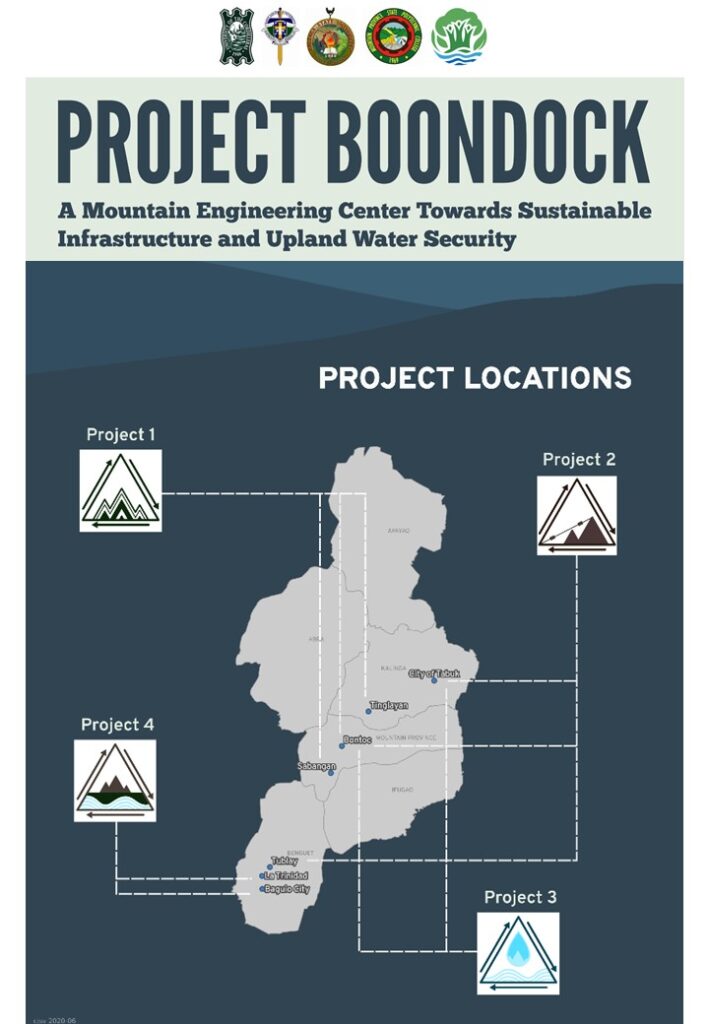 PROJECT BOONDOCK
A Mountain Engineering Center Towards Sustainable
Infrastructure and Upland Water Security
PROJECT LOCATIONS
Project 1
Project 2
APAYAO
ABRA
KALINGA
City of Tabuk
Tinglayan
Project 4
Bontoc
MOUNTAIN PROVINCE
Sabangan
IFUGAO
BENGUET
Tublay
La Trinidad
Baguio City
Project 3
2020-06